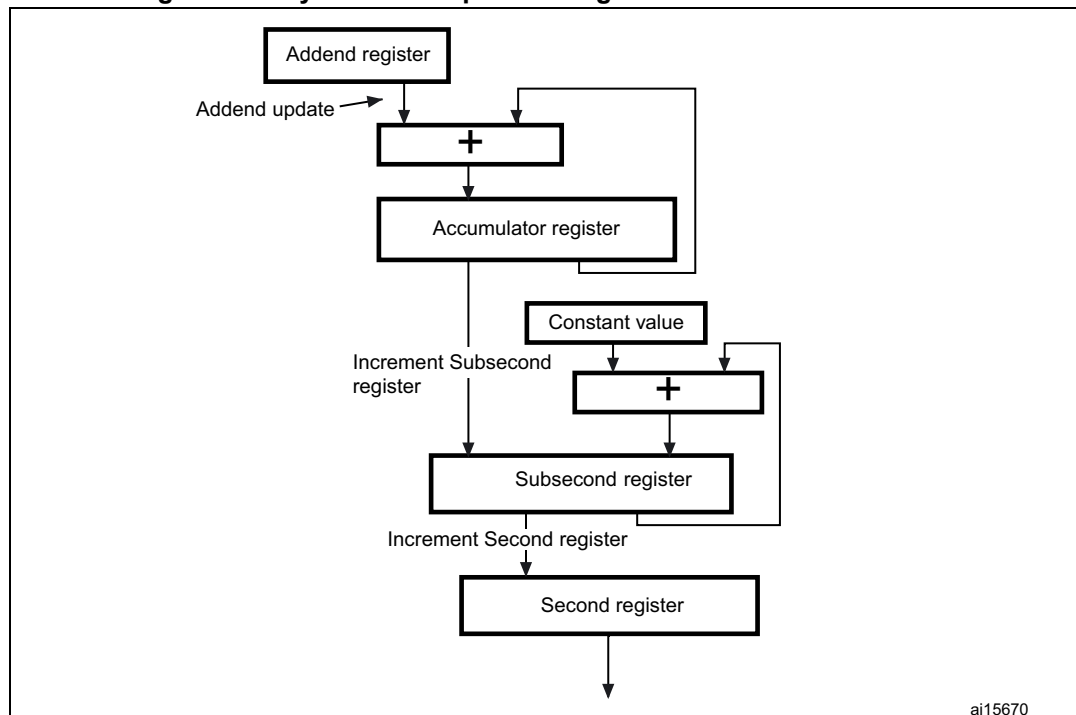 Addend register
Addend update
+
Accumulator register
Constant value
Increment Subsecond
register
+
Subsecond register
Increment Second register
Second register
ai15670